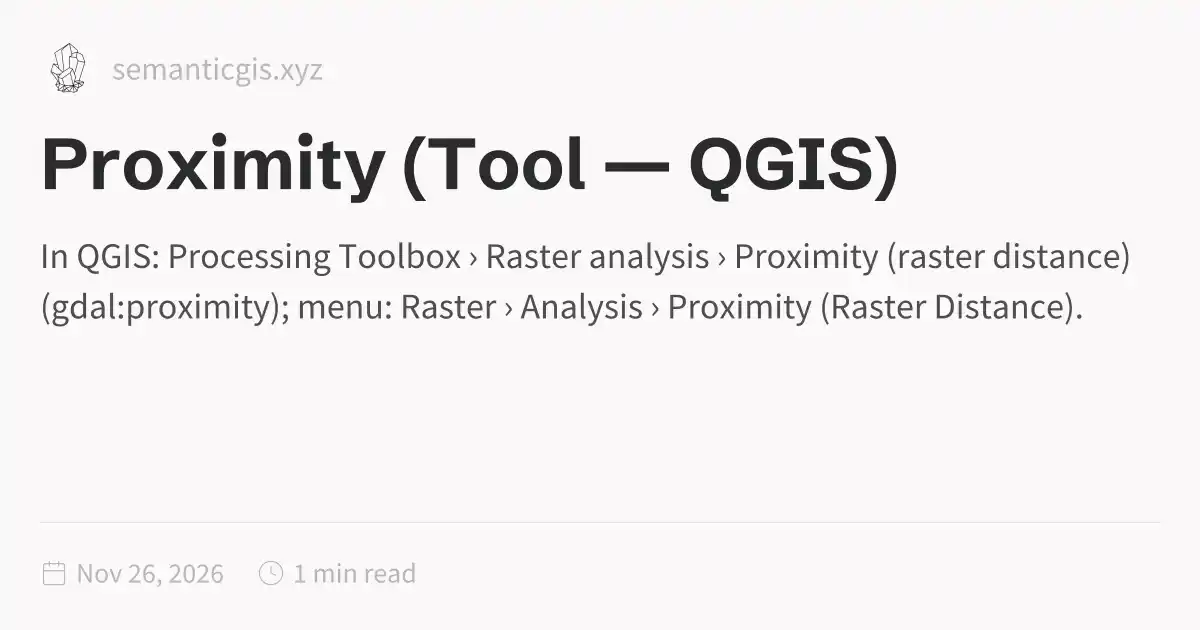 semanticgis.xyz
Proximity (Tool — QGIS)
In QGIS: Processing Toolbox › Raster analysis › Proximity (raster distance)
(gdal:proximity); menu: Raster › Analysis › Proximity (Raster Distance).
Nov 26, 2026 1 min read